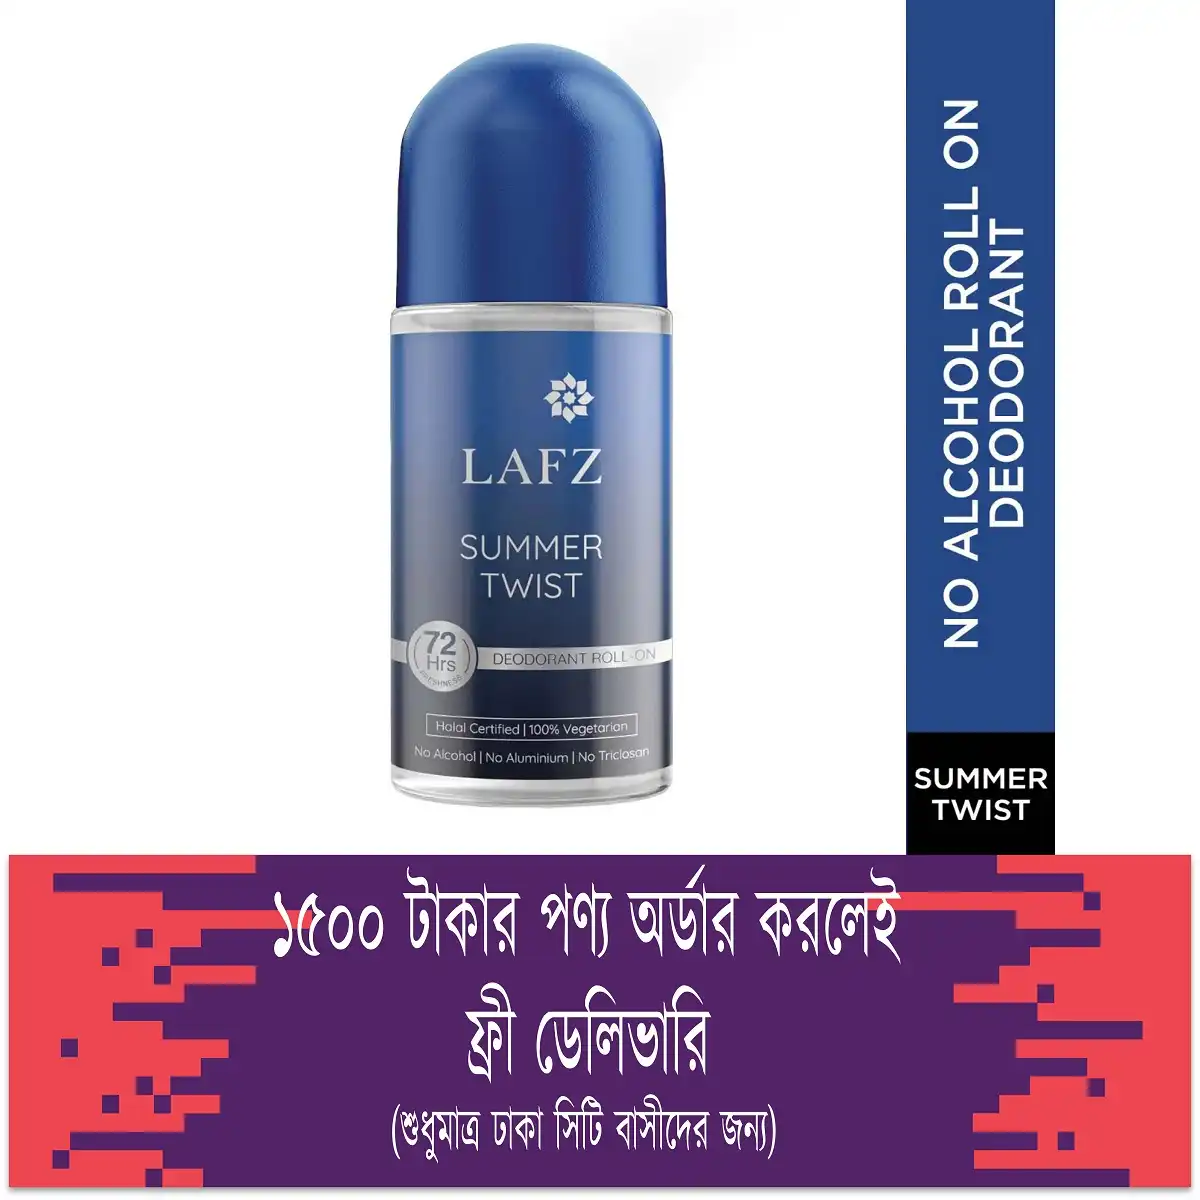 LAFZ
SUMMER
TWIST
72
Hrs
FRESHNESS
DEODORANT ROLL-ON
Halal Certified | 100% Vegetarian
No Alcohol | No Aluminium | No Triclosan
NO ALCOHOL ROLL ON
DEODORANT
SUMMER
TWIST
১৫০০ টাকার পণ্য অর্ডার করলেই
ফ্রী ডেলিভারি
(শুধুমাত্র ঢাকা সিটি বাসীদের জন্য)